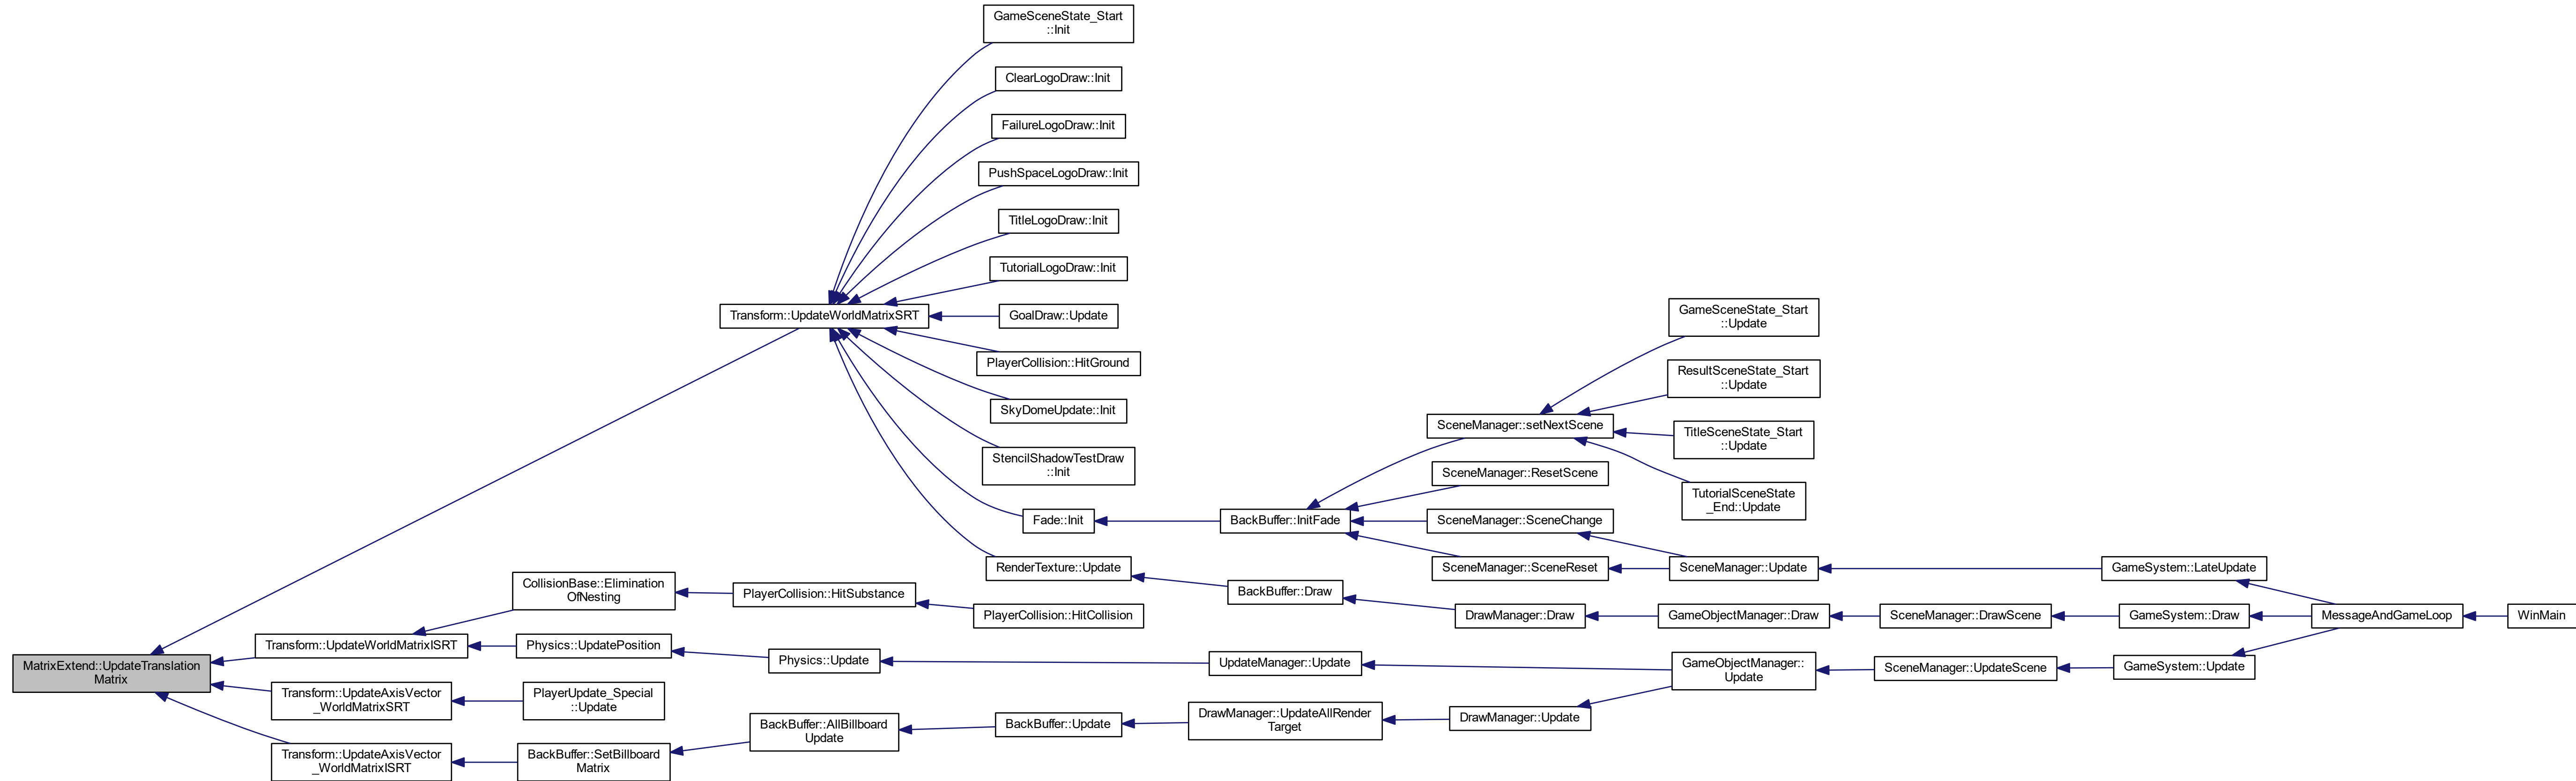 GameSceneState_Start
::Init
ClearLogoDraw::Init
FailureLogoDraw::Init
PushSpaceLogoDraw::Init
TitleLogoDraw::Init
TutorialLogoDraw::Init
Transform::UpdateWorldMatrixSRT
GoalDraw::Update
PlayerCollision::HitGround
SkyDomeUpdate::Init
StencilShadowTestDraw
::Init
Fade::Init
RenderTexture::Update
GameSceneState_Start
::Update
ResultSceneState_Start
::Update
SceneManager::setNextScene
TitleSceneState_Start
::Update
SceneManager::ResetScene
TutorialSceneState
_End::Update
BackBuffer::InitFade
SceneManager::SceneChange
SceneManager::SceneReset
SceneManager::Update
GameSystem::LateUpdate
CollisionBase::Elimination
OfNesting
PlayerCollision::HitSubstance
PlayerCollision::HitCollision
BackBuffer::Draw
DrawManager::Draw
GameObjectManager::Draw
SceneManager::DrawScene
GameSystem::Draw
MessageAndGameLoop
WinMain
MatrixExtend::UpdateTranslation
Matrix
Transform::UpdateWorldMatrixISRT
Physics::UpdatePosition
Physics::Update
UpdateManager::Update
GameObjectManager::
Update
SceneManager::UpdateScene
GameSystem::Update
Transform::UpdateAxisVector
_WorldMatrixSRT
PlayerUpdate_Special
::Update
Transform::UpdateAxisVector
_WorldMatrixISRT
BackBuffer::SetBillboard
Matrix
BackBuffer::AllBillboard
Update
BackBuffer::Update
DrawManager::UpdateAllRender
Target
DrawManager::Update